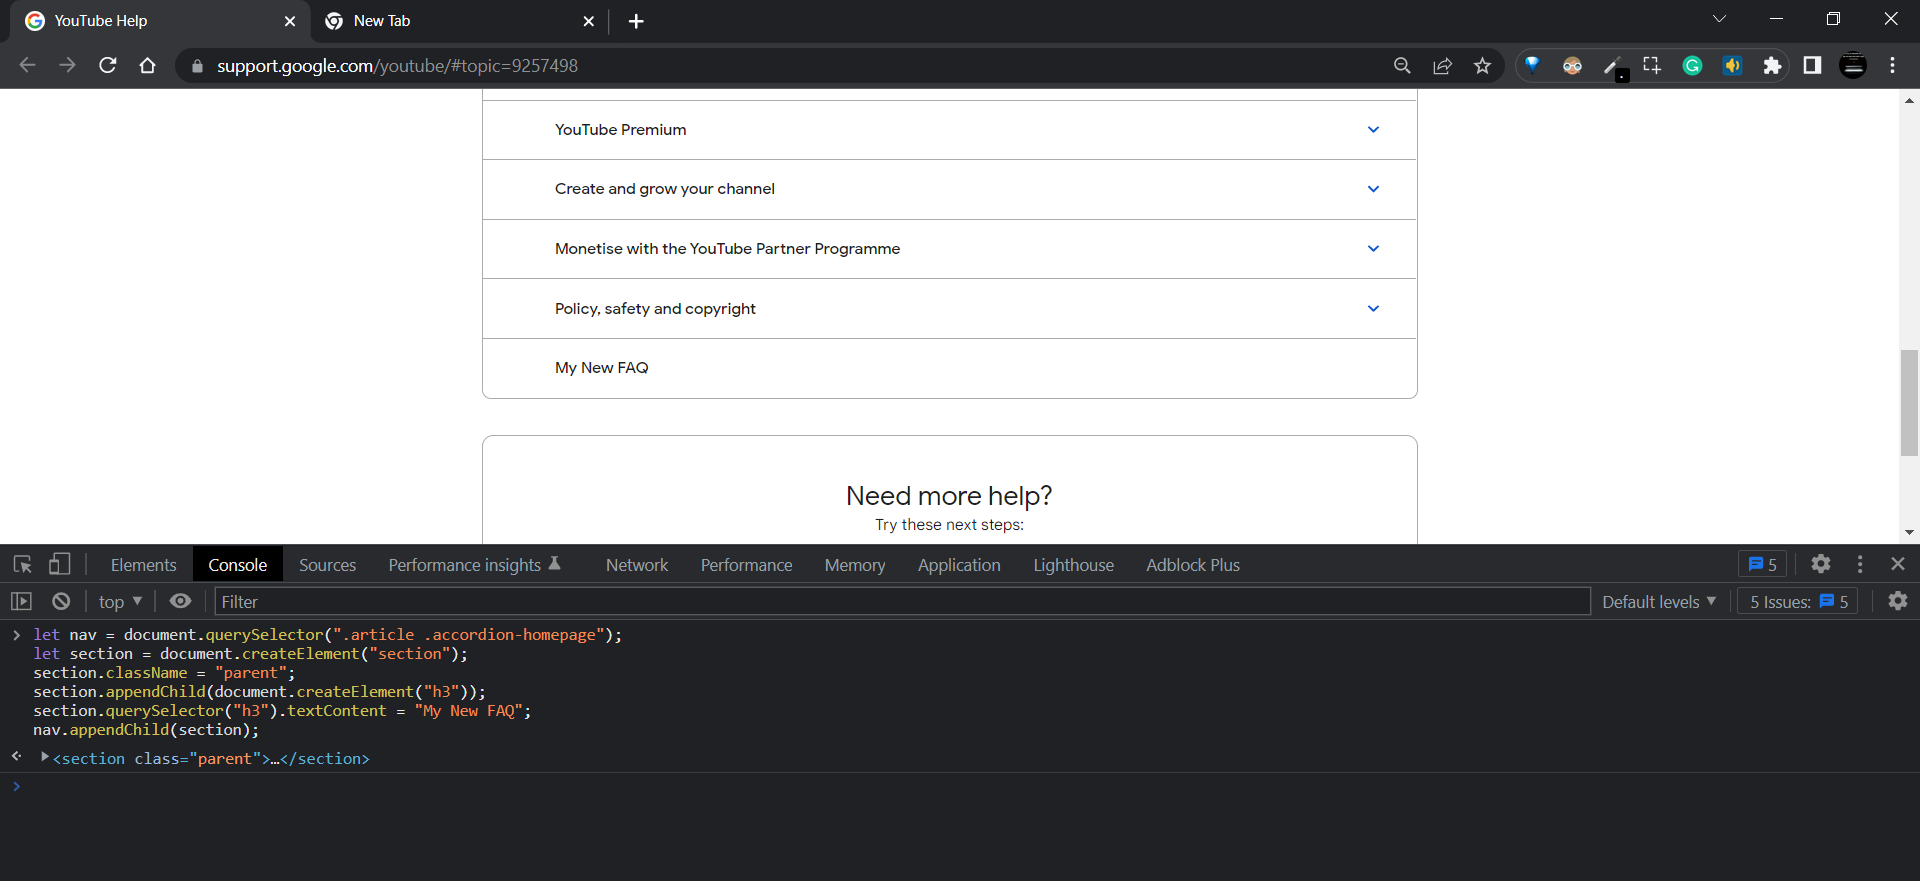 YouTube Help
New Tab
support.google.com/youtube/#topic=9257498
YouTube Premium
Create and grow your channel
Monetise with the YouTube Partner Programme
Policy, safety and copyright
My New FAQ
Need more help?
Try these next steps:
Elements Console Sources Performance insights Network Performance Memory Application Lighthouse Adblock Plus 5
top Filter Default levels 5 Issues: 5
let nav = document.querySelector(".article .accordion-homepage");
let section = document.createElement("section");
section.className = "parent";
section.appendChild(document.createElement("h3"));
section.querySelector("h3").textContent = "My New FAQ";
nav.appendChild(section);
<section class="parent">…</section>